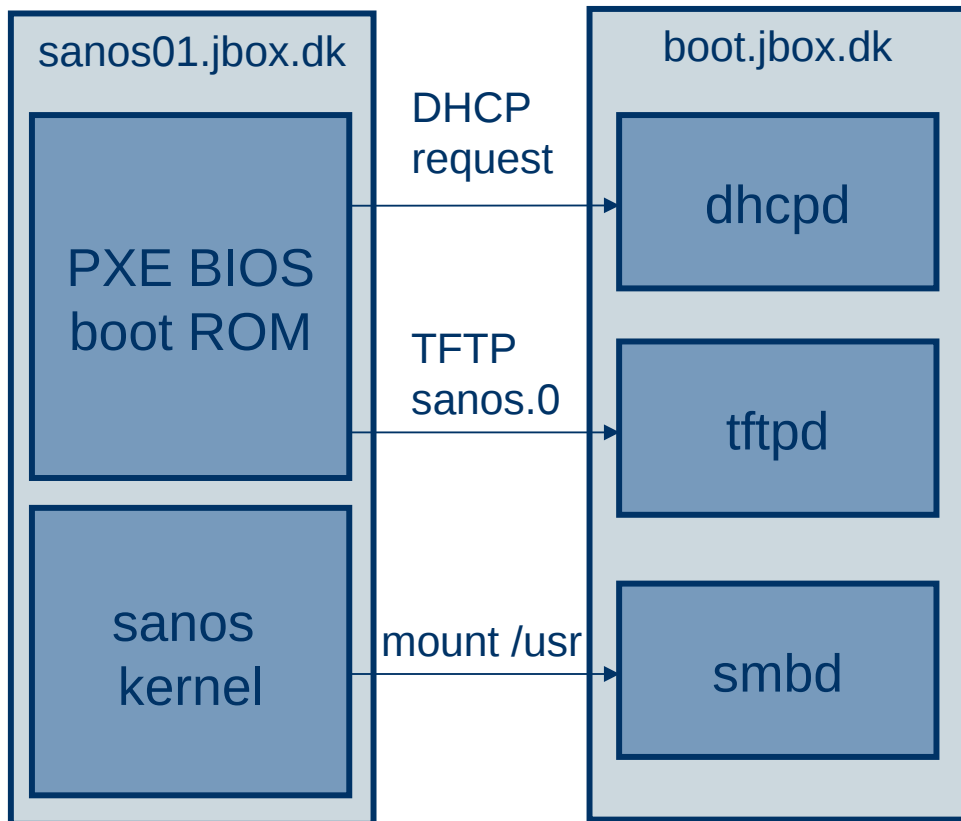 sanos01.jbox.dk
PXE BIOS
boot ROM
sanos
kernel
DHCP
request
TFTP
sanos.0
mount /usr
boot.jbox.dk
dhcpd
tftpd
smbd